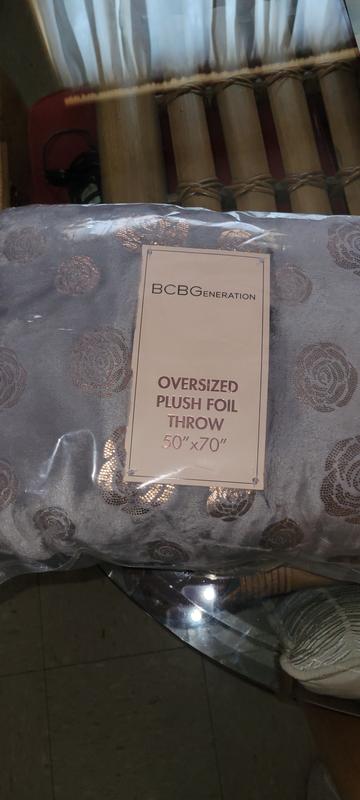 BCBGENERATION
OVERSIZED
PLUSH FOIL
THROW
50"x70"